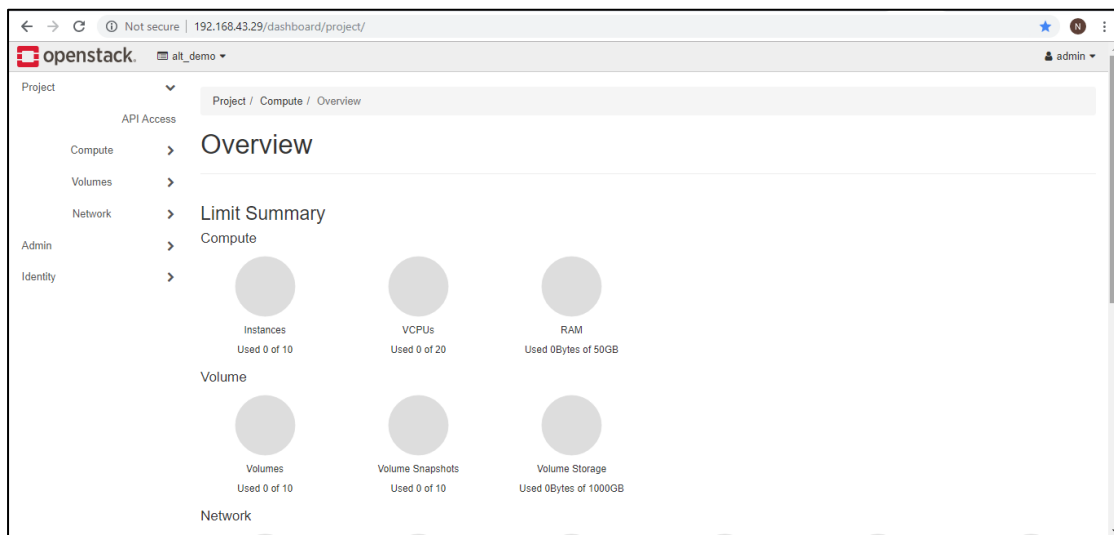 Not secure | 192.168.43.29/dashboard/project/
N
openstack. alt_demo admin
Project
API Access
Compute
Volumes
Network
Admin
Identity
Project / Compute / Overview
Overview
Limit Summary
Compute
Instances VCPUs RAM
Used 0 of 10 Used 0 of 20 Used 0Bytes of 50GB
Volume
Volumes Volume Snapshots Volume Storage
Used 0 of 10 Used 0 of 10 Used 0Bytes of 1000GB
Network